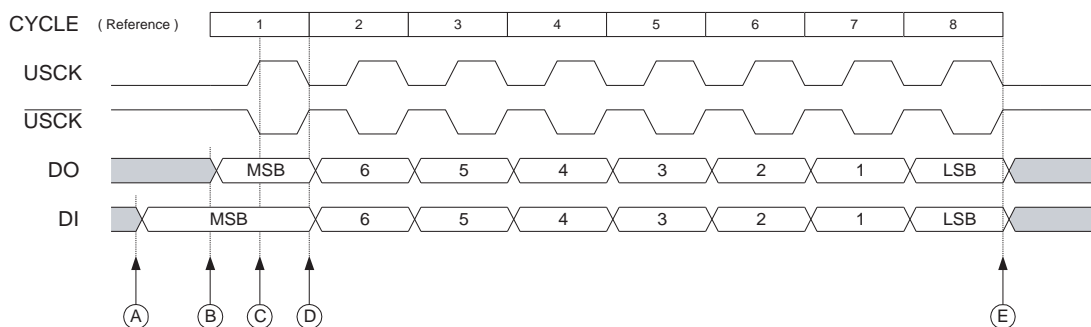 CYCLE ( Reference ) 1 2 3 4 5 6 7 8
USCK
USCK
DO MSB 6 5 4 3 2 1 LSB
DI MSB 6 5 4 3 2 1 LSB
A B C D E